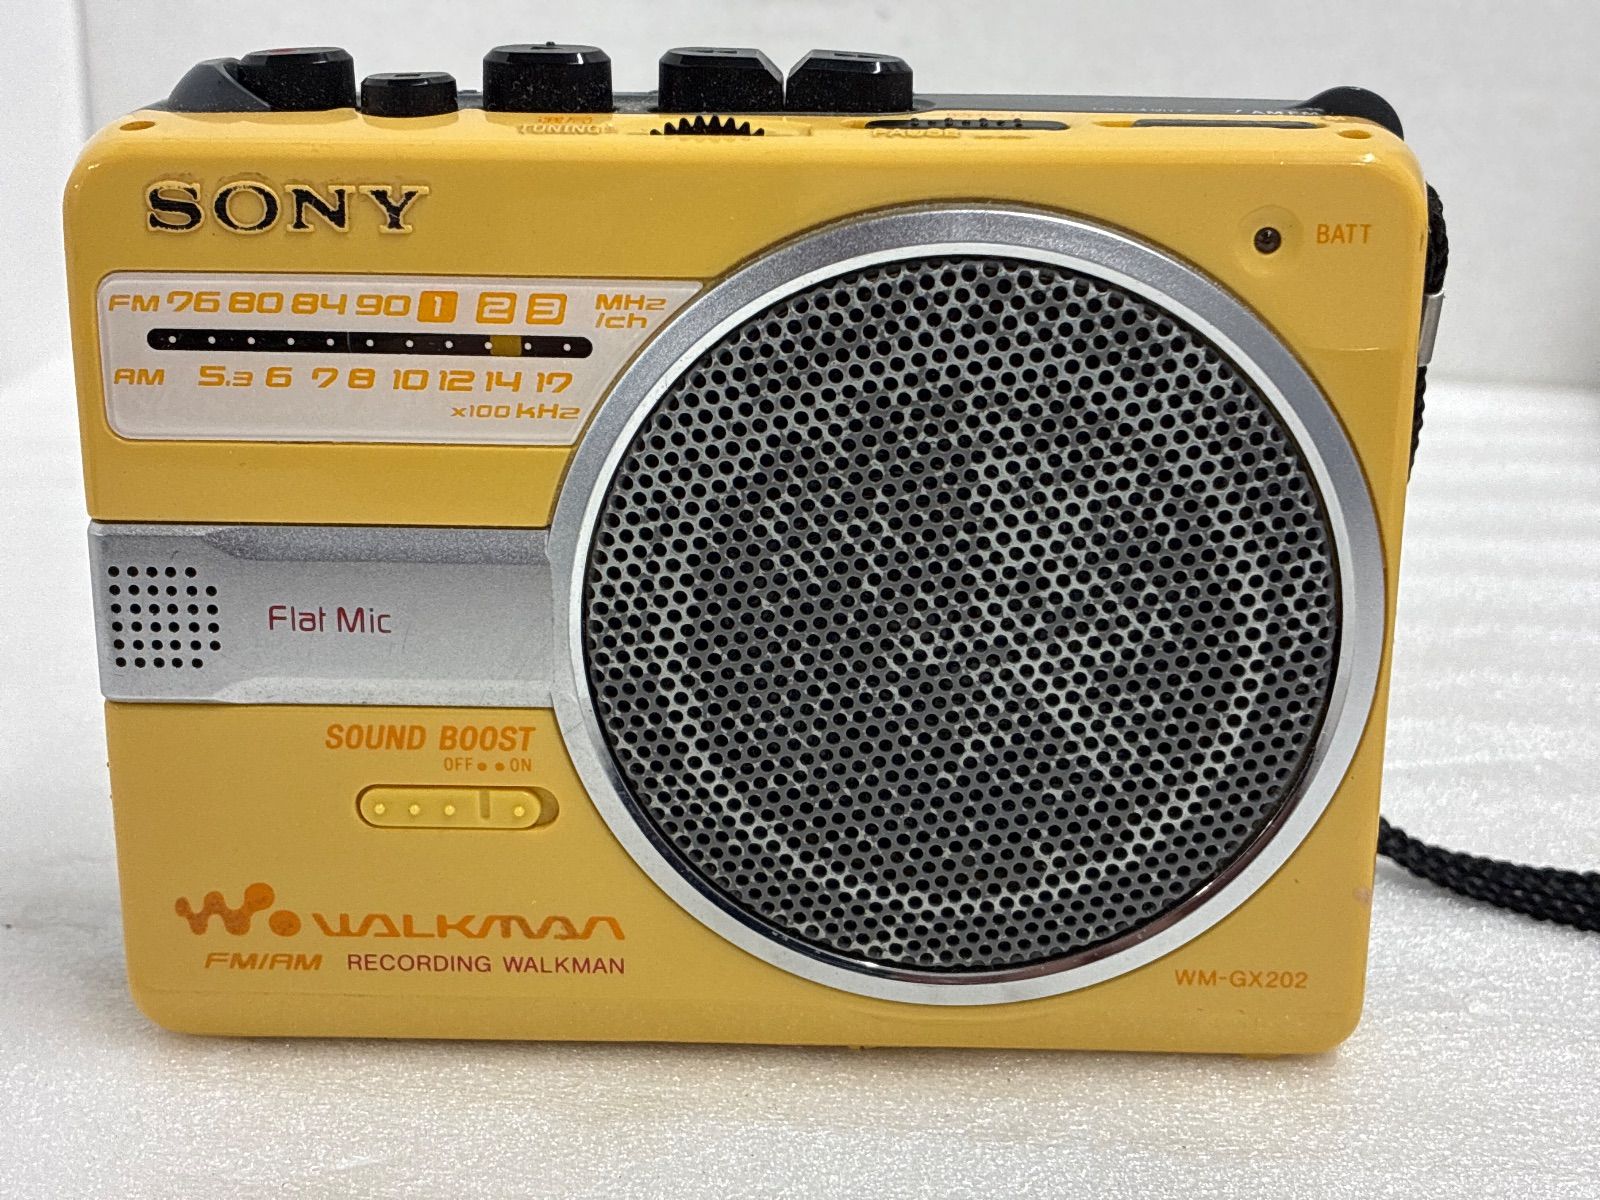 TUNING
PAUSE
SONY
BATT
FM 76 80 84 90 1 2 3 MHz
/ch
AM 5.3 6 7 8 10 12 14 17
x100 kHz
Flat Mic
SOUND BOOST
OFF • • ON
WALKMAN
FM/AM RECORDING WALKMAN
WM-GX202